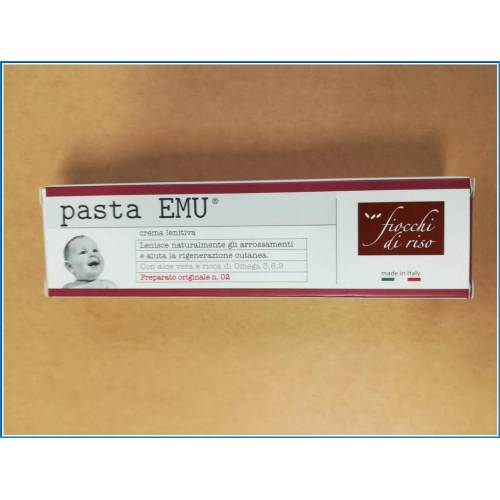 pasta EMU®
crema lenitiva
Lenisce naturalmente gli arrossamenti
e aiuta la rigenerazione cutanea.
Con aloe vera e ricca di Omega 3,6,9
Preparato originale n. 02
fiocchi
di riso
made in Italy